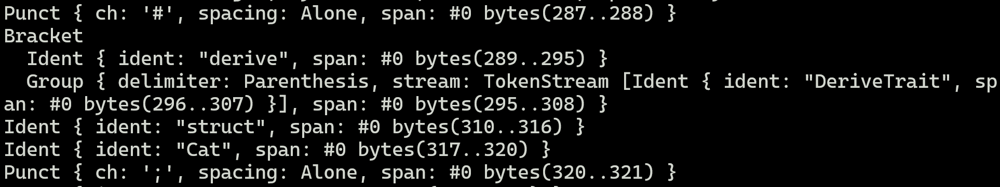 Punct { ch: '#', spacing: Alone, span: #0 bytes(287..288) }
Bracket
  Ident { ident: "derive", span: #0 bytes(289..295) }
  Group { delimiter: Parenthesis, stream: TokenStream [Ident { ident: "DeriveTrait", sp
an: #0 bytes(296..307) }], span: #0 bytes(295..308) }
Ident { ident: "struct", span: #0 bytes(310..316) }
Ident { ident: "Cat", span: #0 bytes(317..320) }
Punct { ch: ';', spacing: Alone, span: #0 bytes(320..321) }